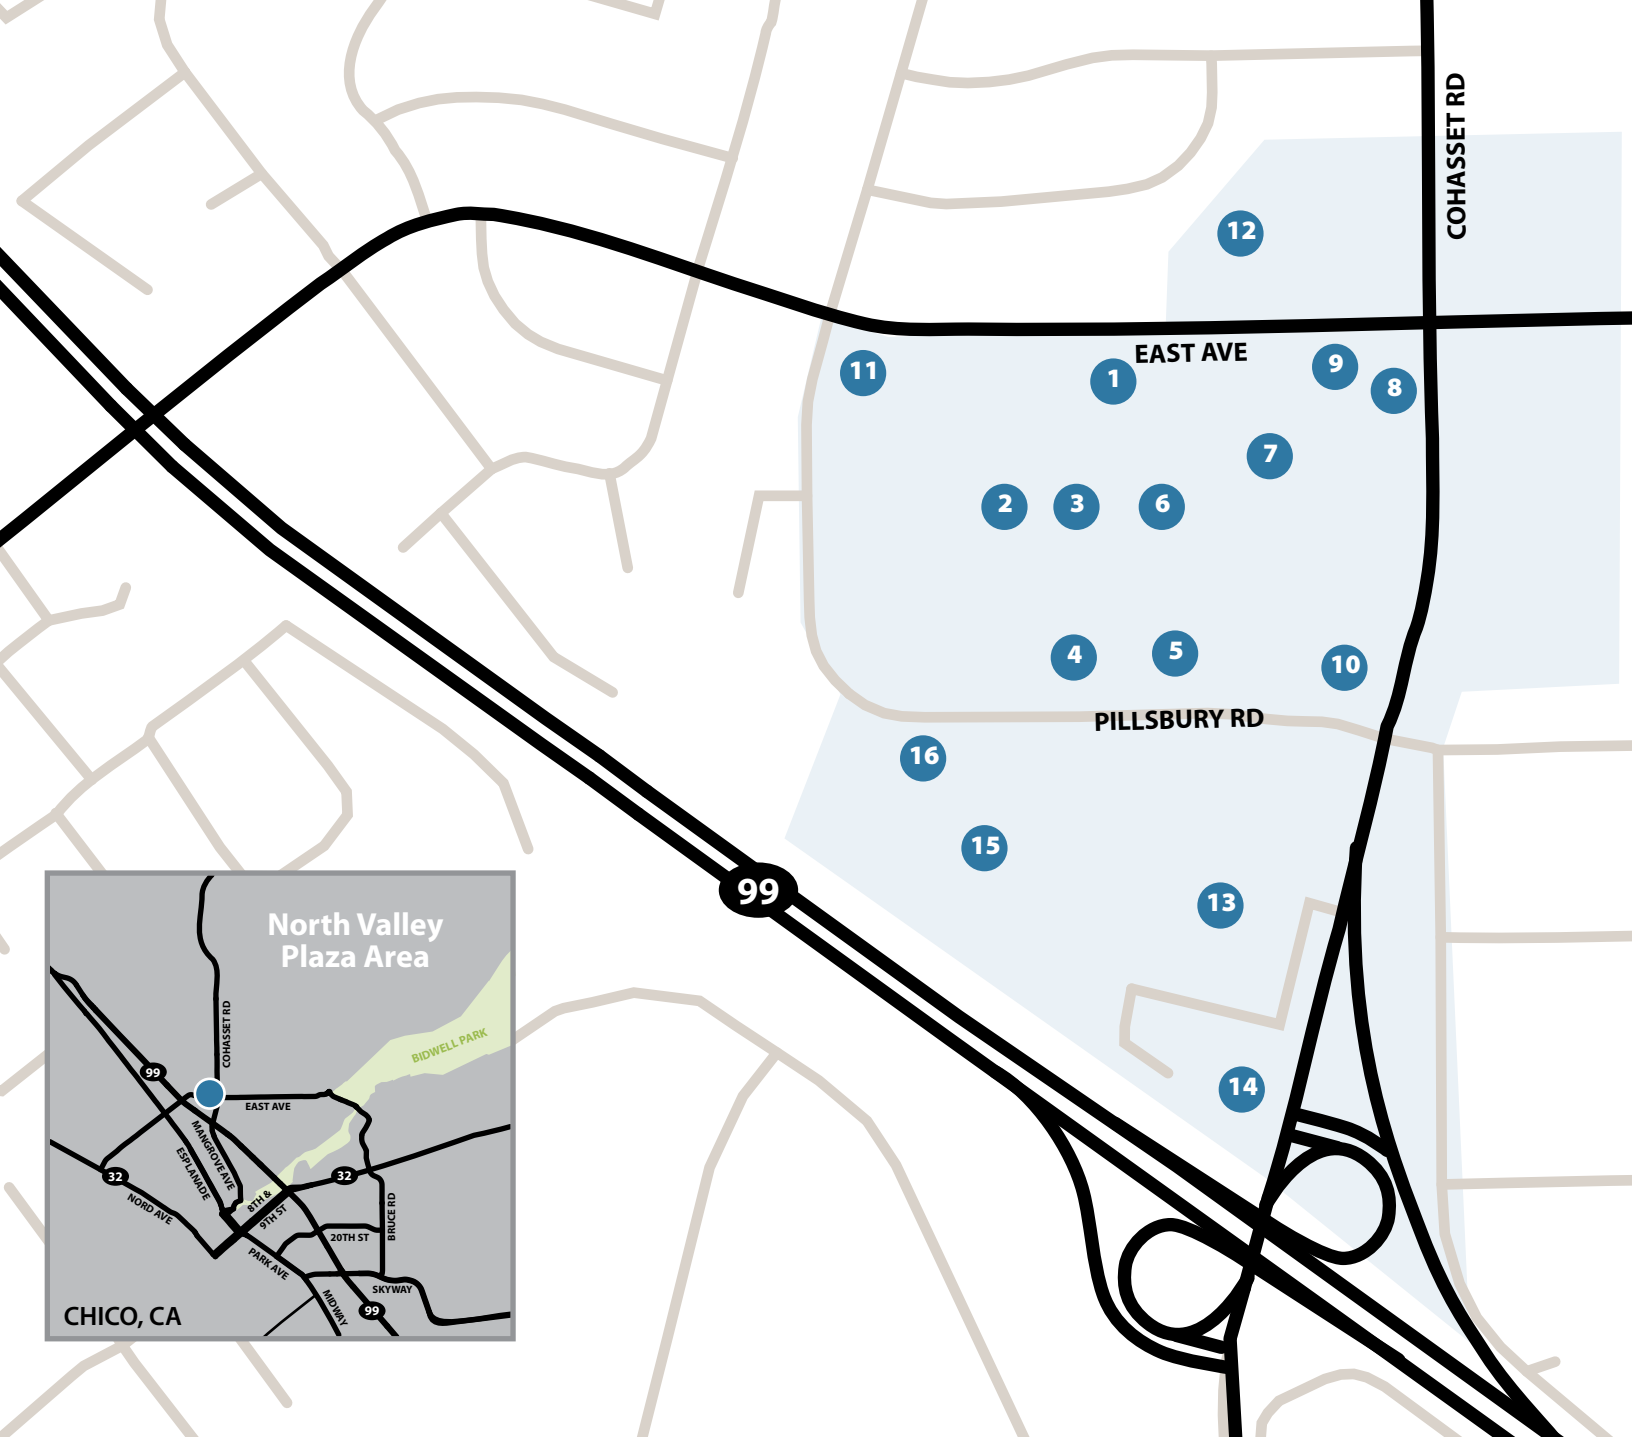 COHASSET RD
12
EAST AVE
11
1
9
8
7
2
3
6
4
5
10
PILLSBURY RD
16
15
99
13
14
North Valley
Plaza Area
COHASSET RD
BIDWELL PARK
99
EAST AVE
MANGROVE AVE
ESPLANADE
32
32
NORD AVE
8TH &
9TH ST
BRUCE RD
20TH ST
PARK AVE
SKYWAY
MIDWAY
99
CHICO, CA